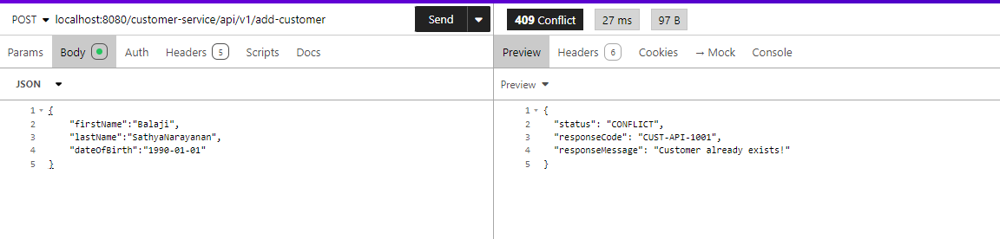 POST localhost:8080/customer-service/api/v1/add-customer Send 409 Conflict 27 ms 97 B
Params Body Auth Headers 5 Scripts Docs Preview Headers 6 Cookies → Mock Console
JSON Preview
1 {
2 "firstName":"Balaji",
3 "lastName":"SathyaNarayanan",
4 "dateOfBirth":"1990-01-01"
5 }
1 {
2 "status": "CONFLICT",
3 "responseCode": "CUST-API-1001",
4 "responseMessage": "Customer already exists!"
5 }